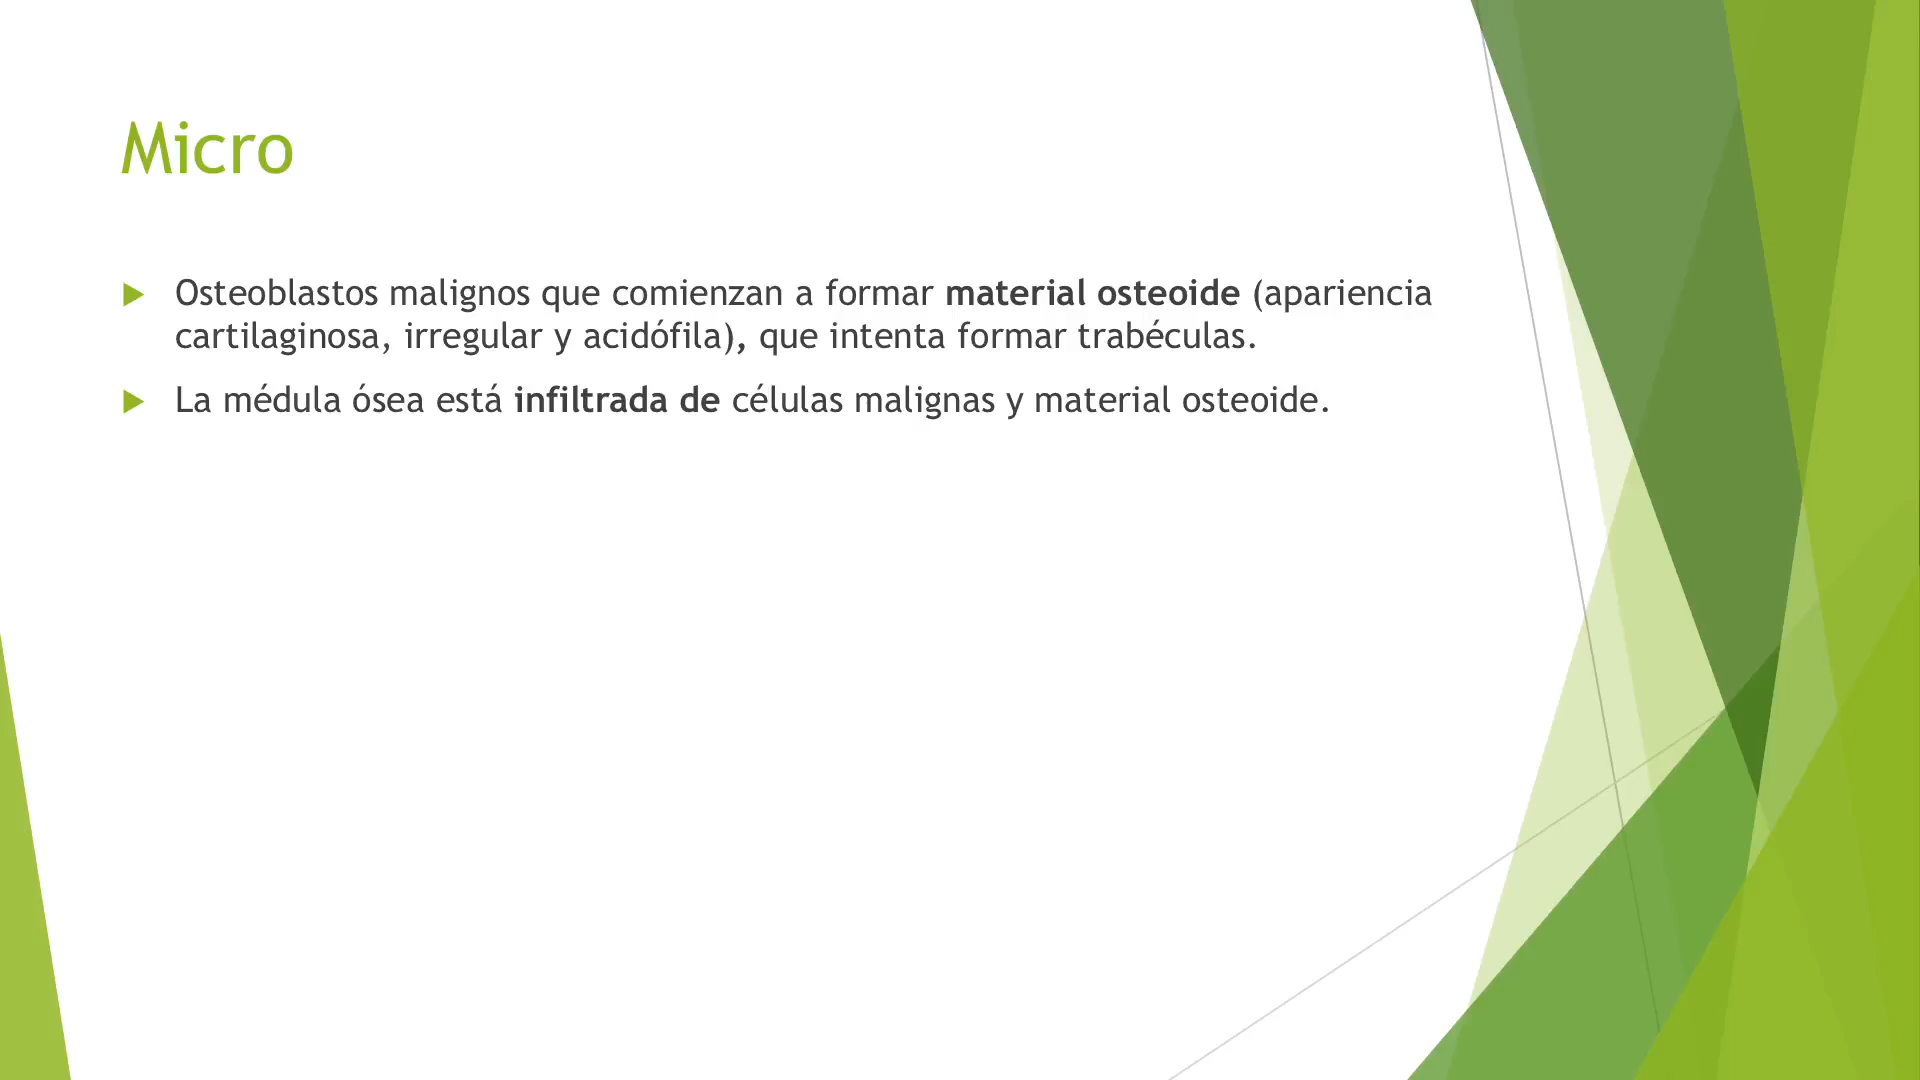 Micro
Osteoblastos malignos que comienzan a formar material osteoide (apariencia
cartilaginosa, irregular y acidófila), que intenta formar trabéculas.
La médula ósea está infiltrada de células malignas y material osteoide.